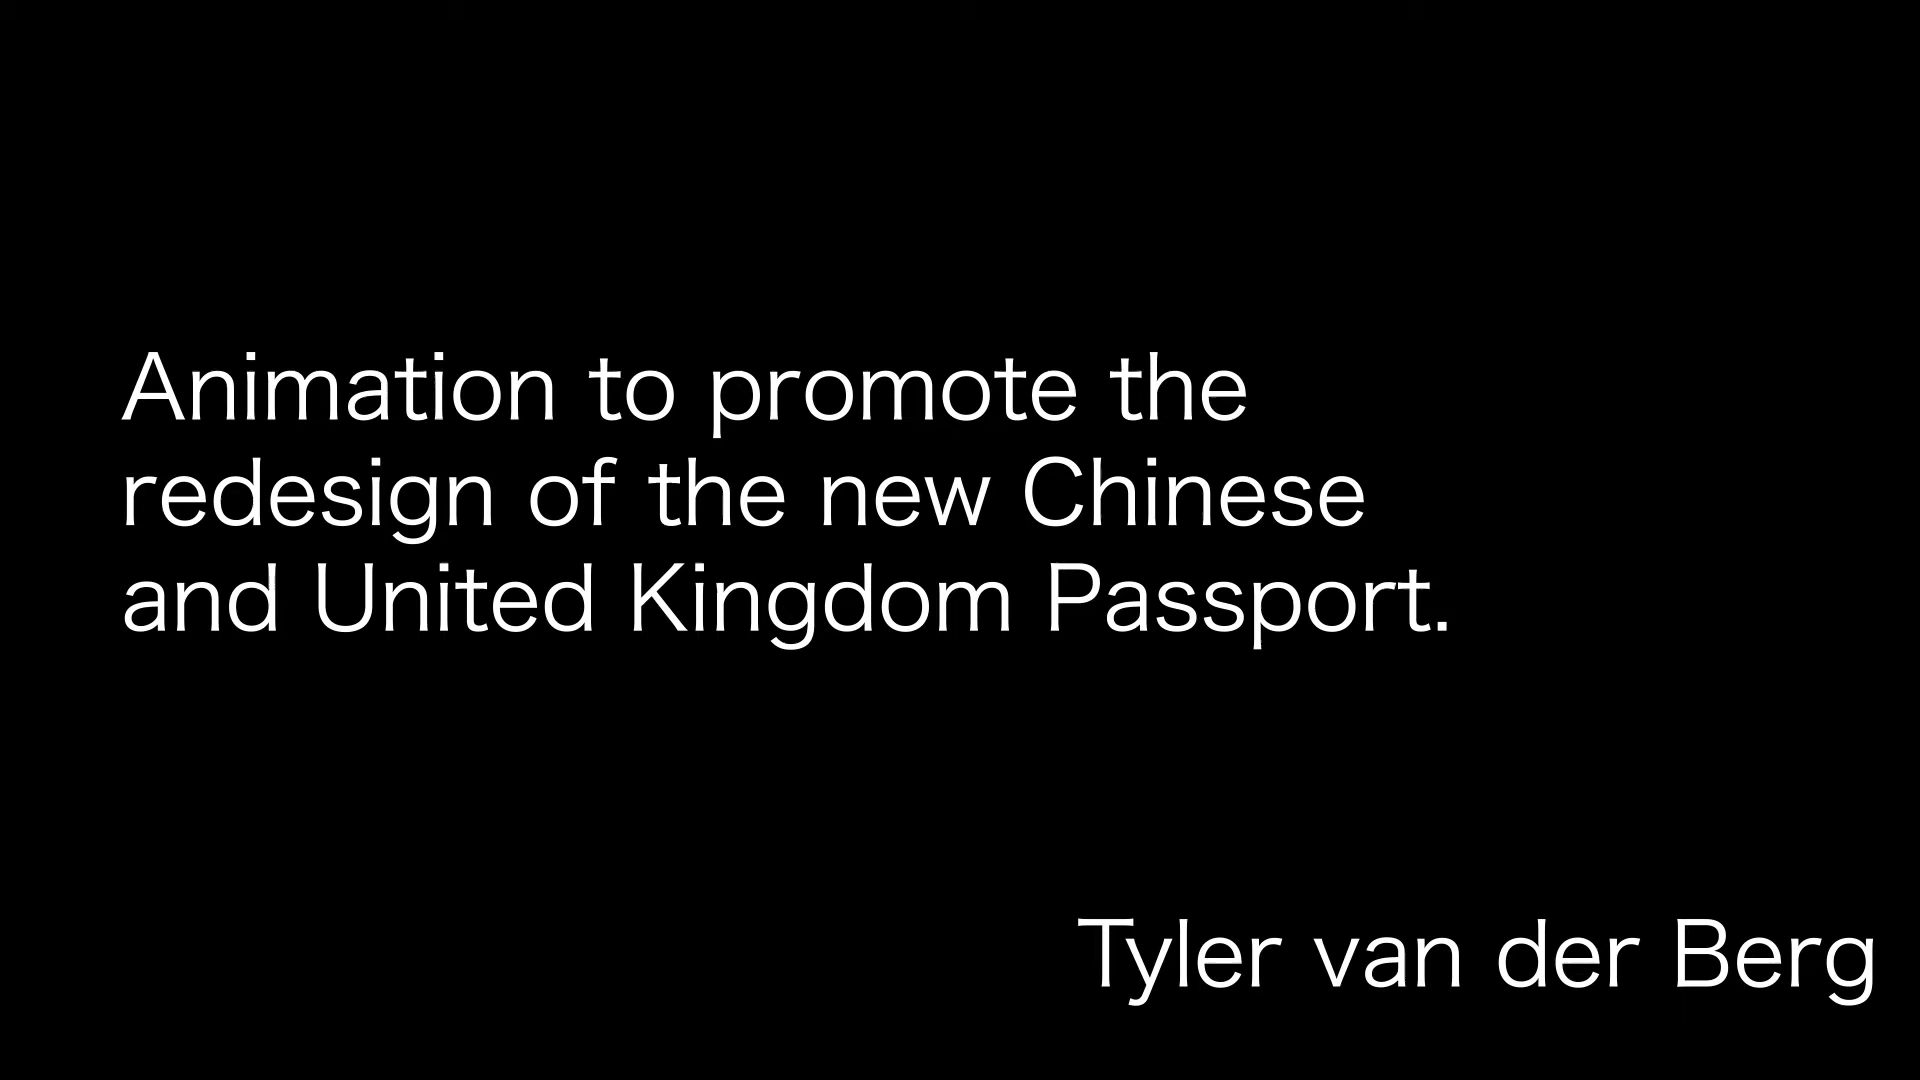 Animation to promote the
redesign of the new Chinese
and United Kingdom Passport.
Tyler van der Berg